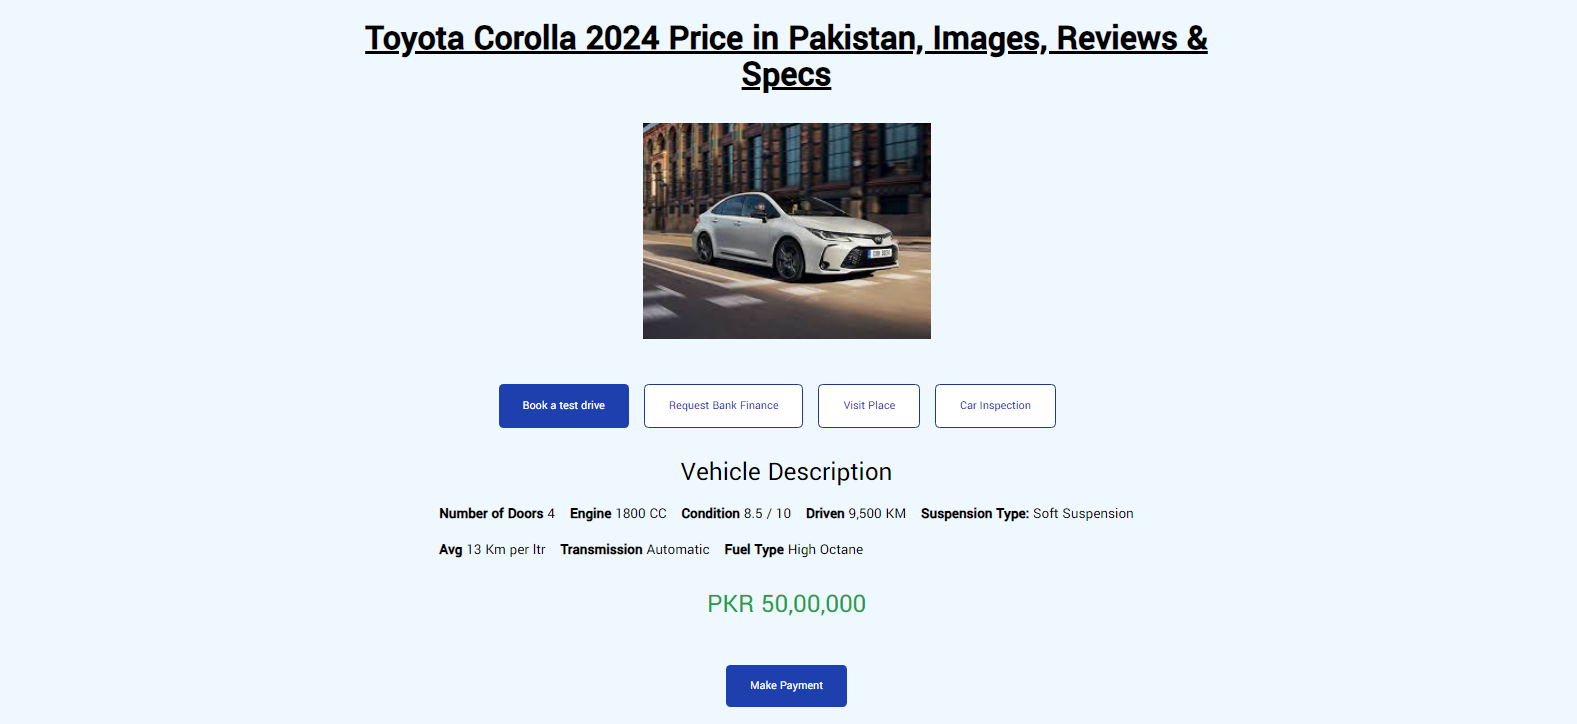 Toyota Corolla 2024 Price in Pakistan, Images, Reviews &
Specs
Book a test drive Request Bank Finance Visit Place Car Inspection
Vehicle Description
Number of Doors 4 Engine 1800 CC Condition 8.5 / 10 Driven 9,500 KM Suspension Type: Soft Suspension
Avg 13 Km per ltr Transmission Automatic Fuel Type High Octane
PKR 50,00,000
Make Payment